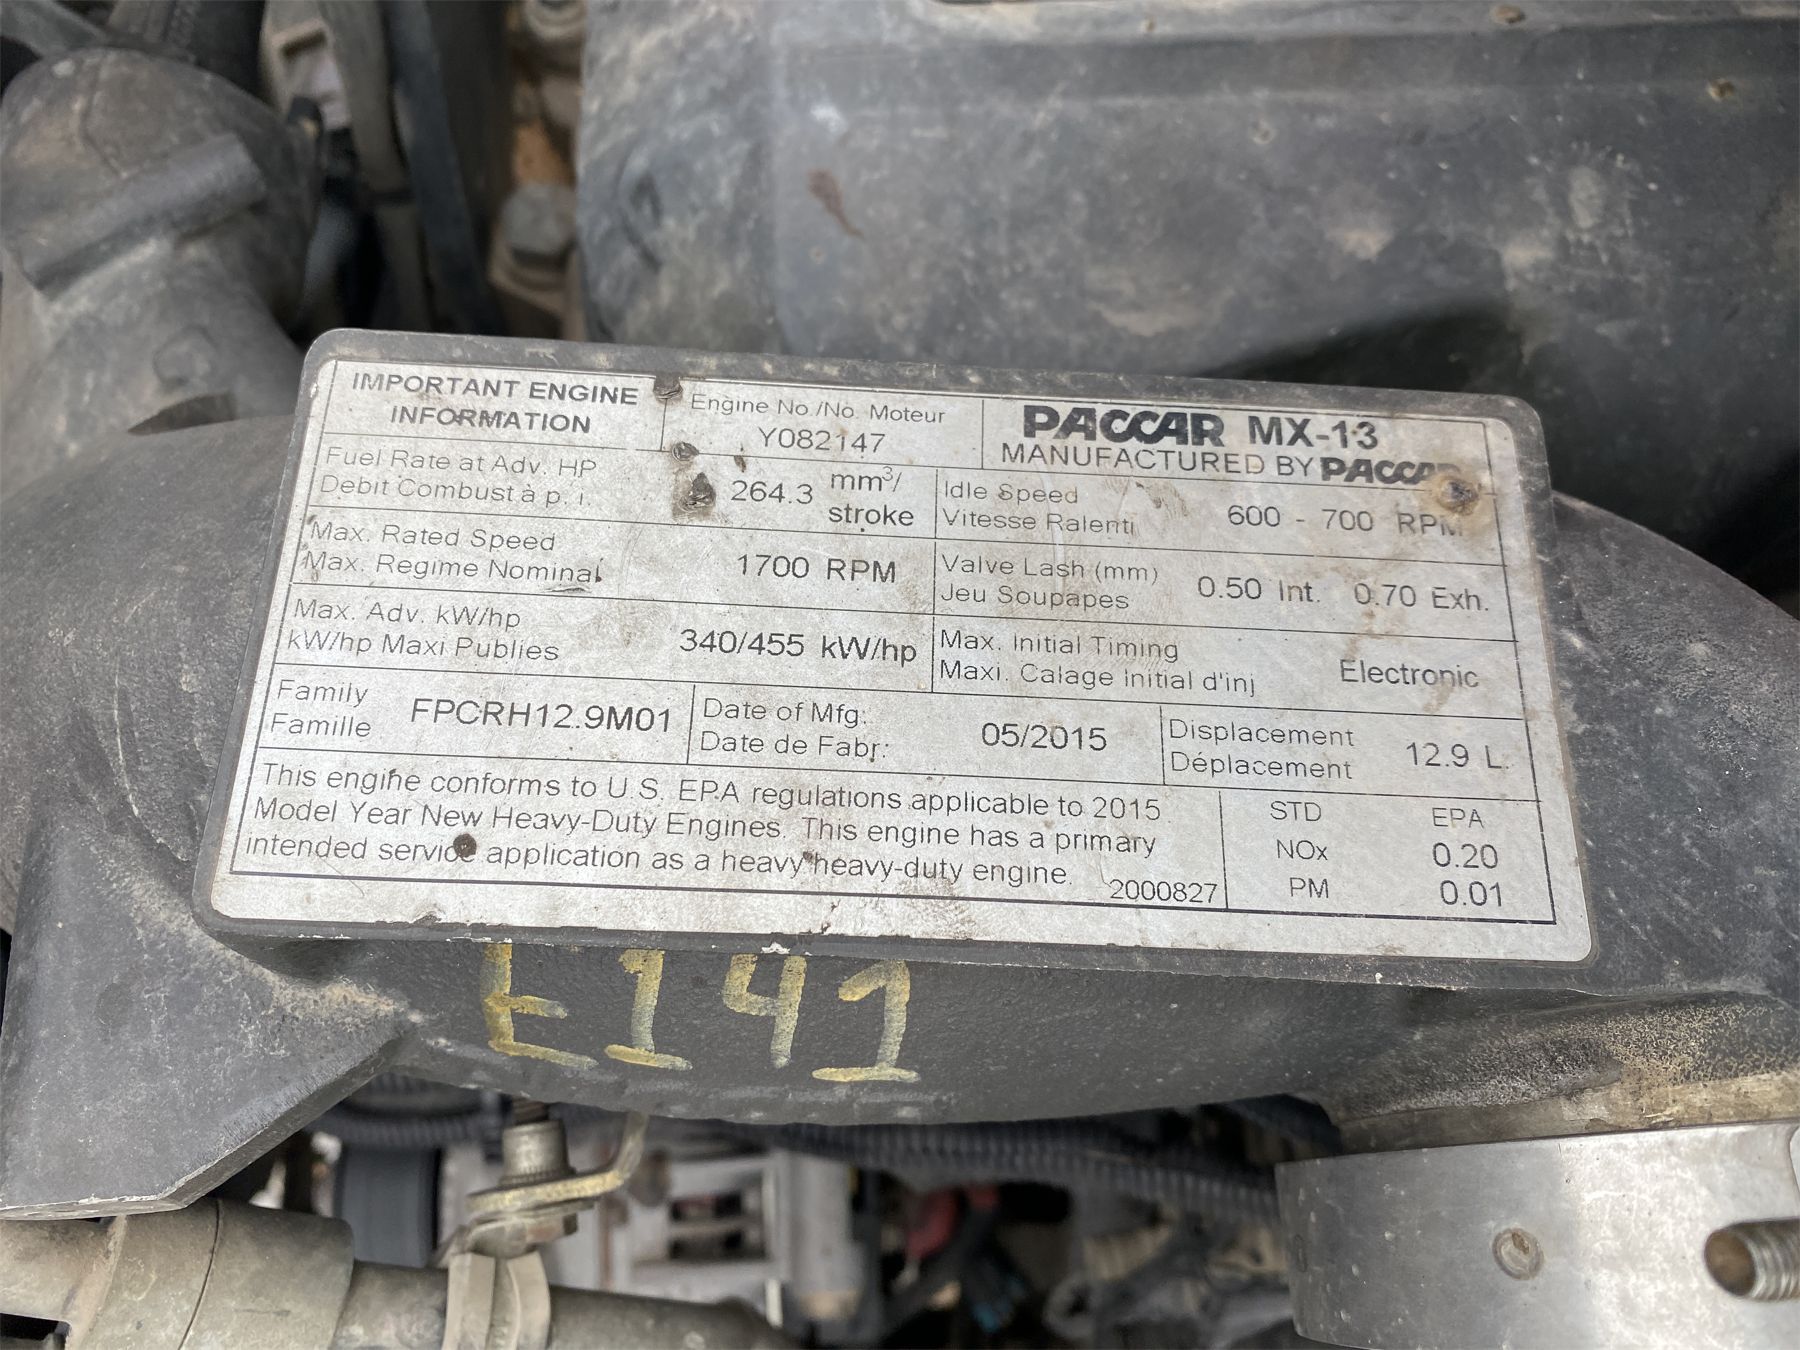 IMPORTANT ENGINE
INFORMATION
Engine No./No. Moteur
Y082147
PACCAR MX-13
MANUFACTURED BY PACCAR
Fuel Rate at Adv. HP
Debit Combust.à p. i.
264.3 mm³/
stroke
Idle Speed
Vitesse Ralenti
600 - 700 RPM
Max. Rated Speed
Max. Regime Nominal
1700 RPM
Valve Lash (mm)
Jeu Soupapes
0.50 Int. 0.70 Exh.
Max. Adv. kW/hp
kW/hp Maxi Publies
340/455 kW/hp
Max. Initial Timing
Maxi. Calage Initial d'inj
Electronic
Family
Famille
FPCRH12.9M01
Date of Mfg:
Date de Fabr:
05/2015
Displacement
Déplacement
12.9 L.
This engine conforms to U.S. EPA regulations applicable to 2015
Model Year New Heavy-Duty Engines. This engine has a primary
intended service application as a heavy heavy-duty engine.
2000827
STD EPA
NOx 0.20
PM 0.01
E141